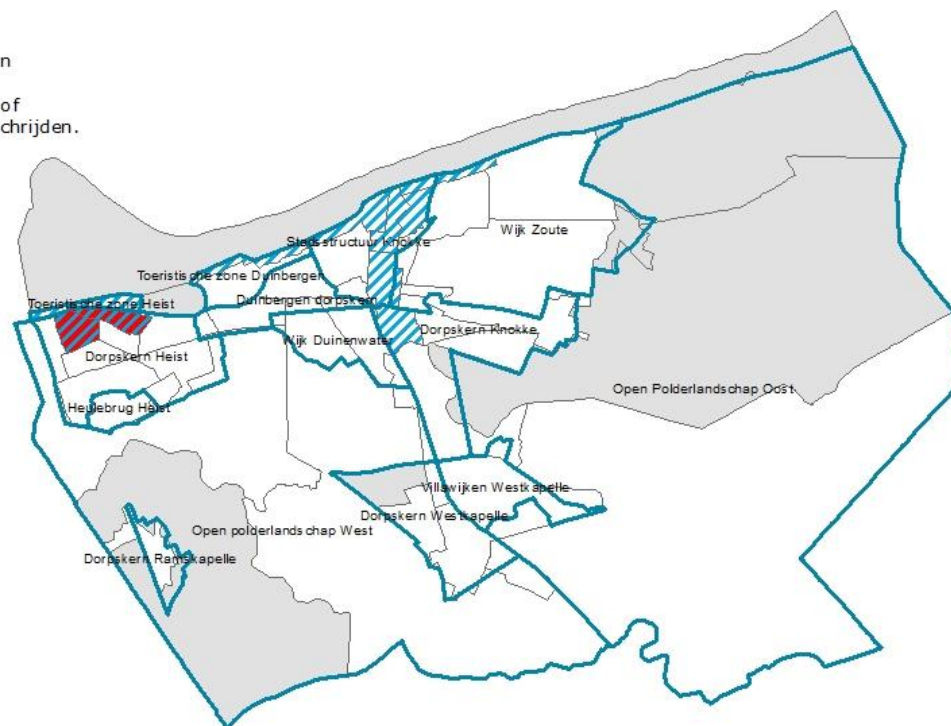 n
of
chrijden.
Wijk Zoute
Stadsstructuur Knokke
Toeristische zone Duinbergen
Duinbergen dorpskern
Toeristische zone Heist
Dorpskern Knokke
Wijk Duinenwater
Dorpskern Heist
Open Polderlandschap Oost
Heulebrug Heist
Villawijken Westkapelle
Dorpskern Westkapelle
Open polderlandschap West
Dorpskern Ramskapelle